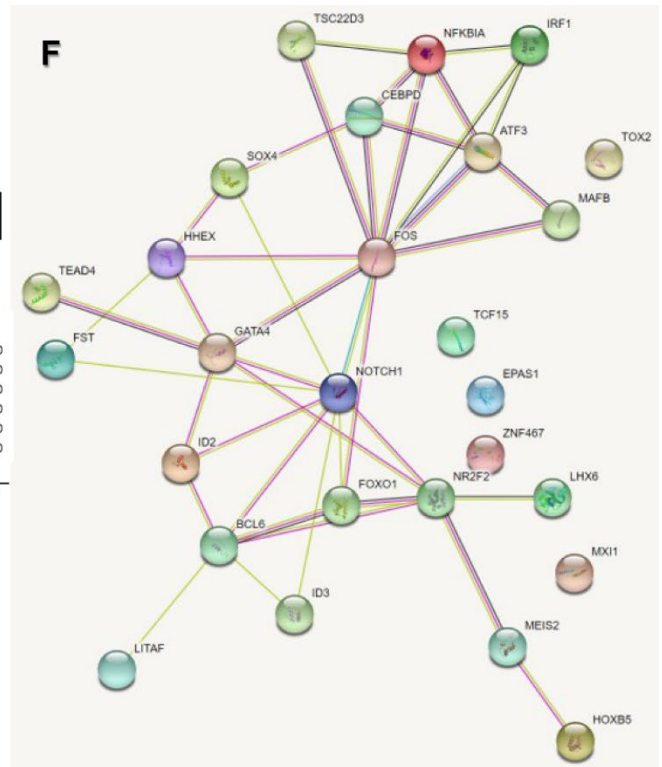 F
TSC22D3
NFKBIA
IRF1
CEBPD
ATF3
TOX2
SOX4
MAFB
HHEX
FOS
TEAD4
TCF15
GATA4
FST
NOTCH1
EPAS1
ZNF467
ID2
FOXO1
NR2F2
LHX6
BCL6
MXI1
ID3
MEIS2
LITAF
HOXB5